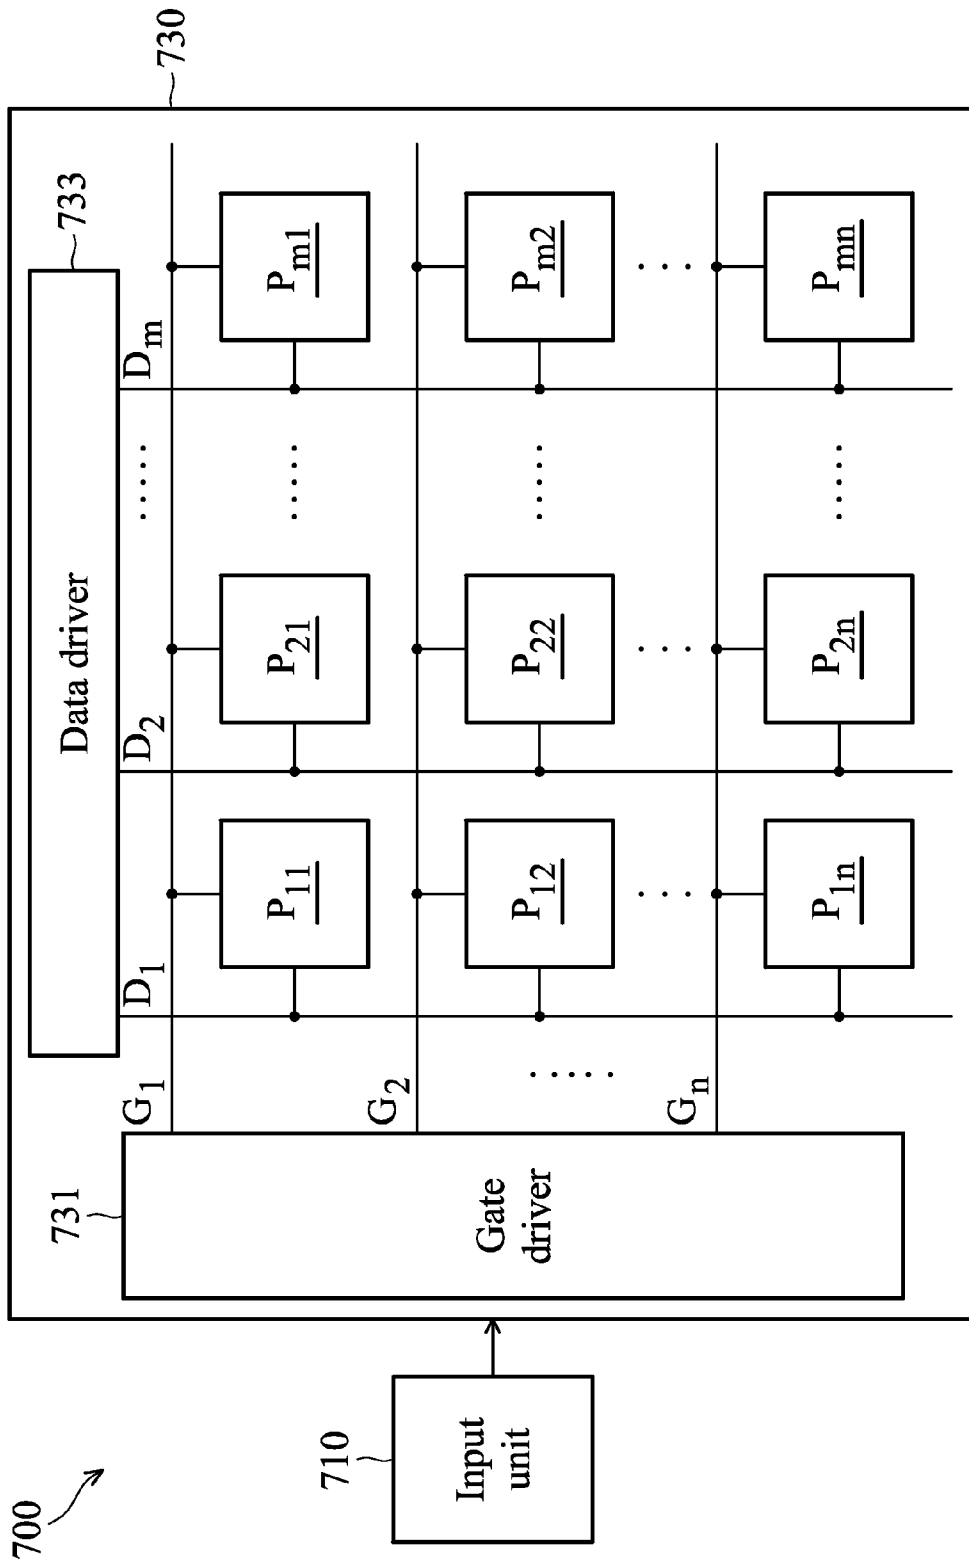 700
710
Input
unit
730
731
Gate
driver
733
Data driver
D₁
D₂
.....
Dₘ
G₁
P₁₁
P₂₁
.....
Pₘ₁
G₂
P₁₂
P₂₂
.....
Pₘ₂
.....
...
...
...
Gₙ
P₁ₙ
P₂ₙ
.....
Pₘₙ